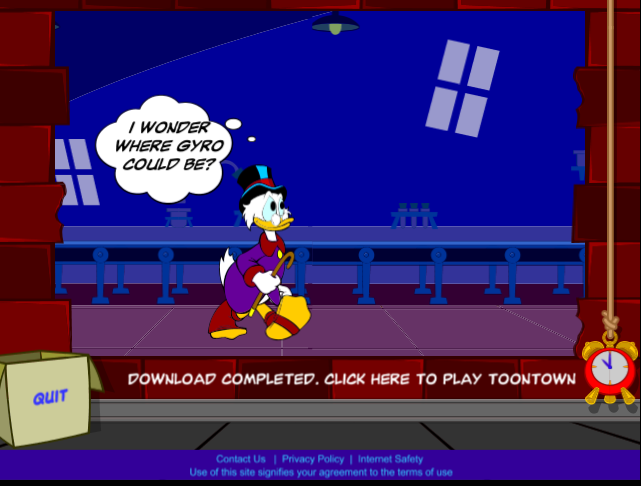 I WONDER
WHERE GYRO
COULD BE?
QUIT
DOWNLOAD COMPLETED. CLICK HERE TO PLAY TOONTOWN
Contact Us | Privacy Policy | Internet Safety
Use of this site signifies your agreement to the terms of use